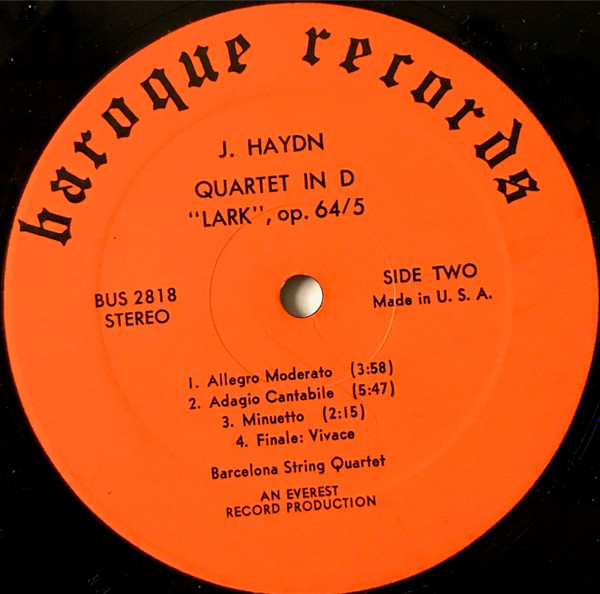 baroque records
J. HAYDN
QUARTET IN D
"LARK", op. 64/5
BUS 2818
STEREO
SIDE TWO
Made in U. S. A.
1. Allegro Moderato (3:58)
2. Adagio Cantabile (5:47)
3. Minuetto (2:15)
4. Finale: Vivace
Barcelona String Quartet
AN EVEREST
RECORD PRODUCTION